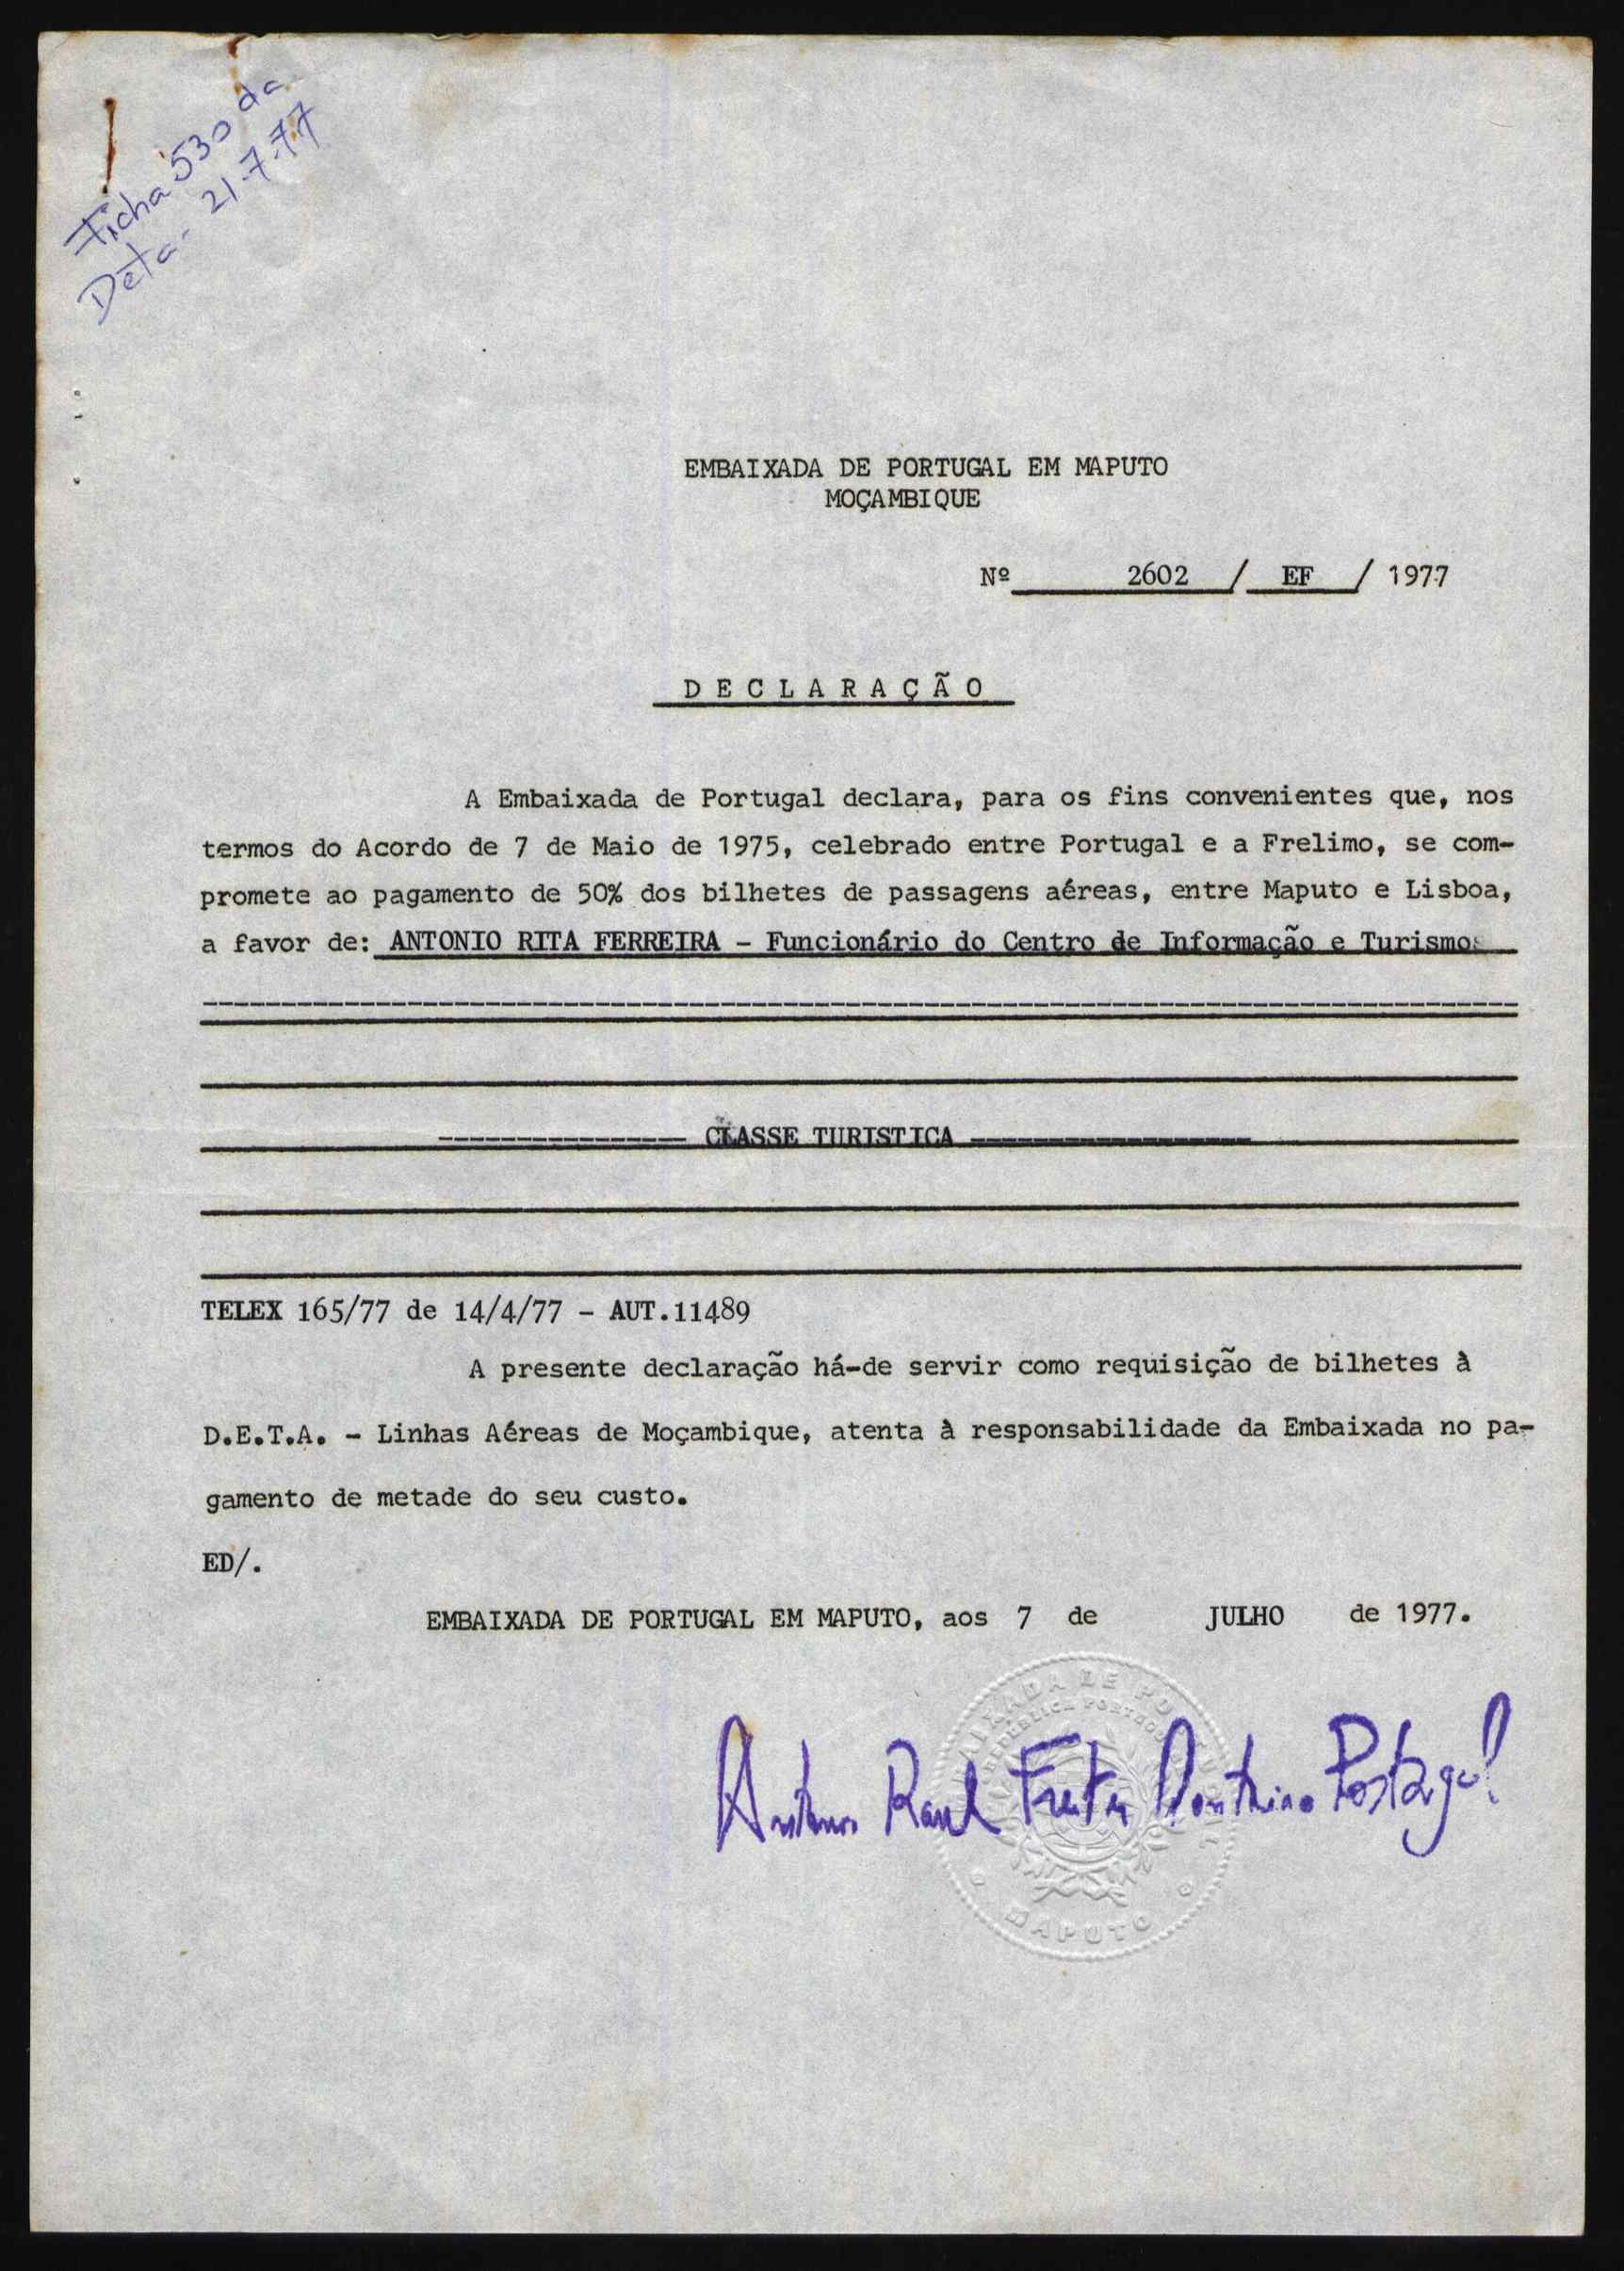 Ficha 530 da
Deta - 21.7.77
EMBAIXADA DE PORTUGAL EM MAPUTO
MOÇAMBIQUE
Nº 2602 / EF / 1977
DECLARAÇÃO
A Embaixada de Portugal declara, para os fins convenientes que, nos
termos do Acordo de 7 de Maio de 1975, celebrado entre Portugal e a Frelimo, se com-
promete ao pagamento de 50% dos bilhetes de passagens aéreas, entre Maputo e Lisboa,
a favor de: ANTONIO RITA FERREIRA - Funcionário do Centro de Informação e Turismo
CLASSE TURISTICA
TELEX 165/77 de 14/4/77 - AUT.11489
A presente declaração há-de servir como requisição de bilhetes à
D.E.T.A. - Linhas Aéreas de Moçambique, atenta à responsabilidade da Embaixada no pa-
gamento de metade do seu custo.
ED/.
EMBAIXADA DE PORTUGAL EM MAPUTO, aos 7 de JULHO de 1977.
Raul Portugal
MAPUTO